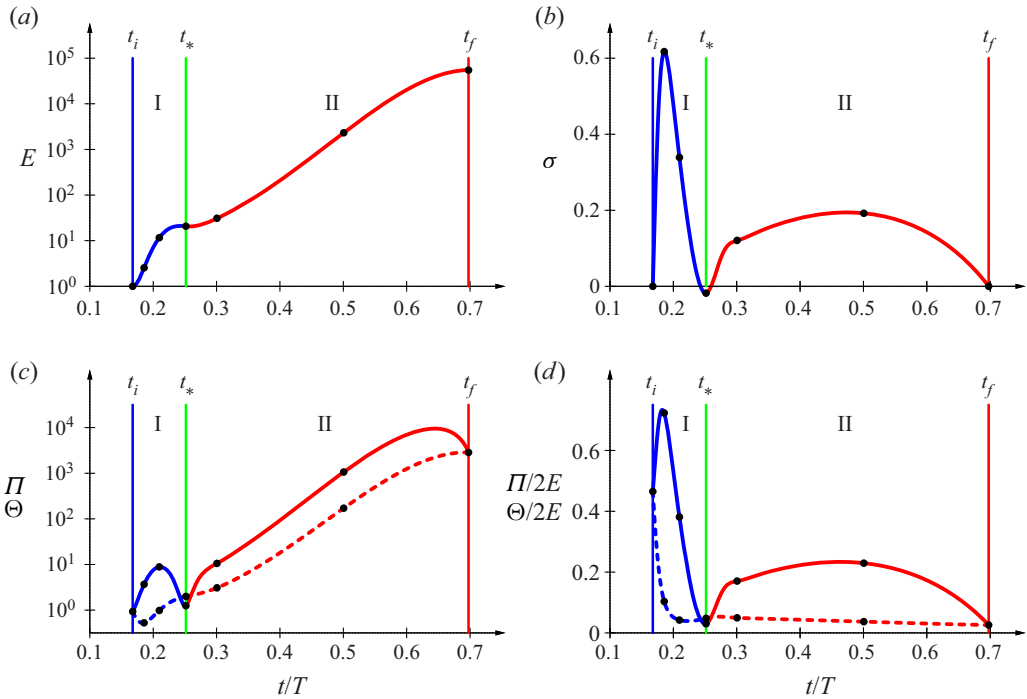 (a)
t_i
t_*
t_f
10^5
10^4
10^3
10^2
10^1
10^0
E
I
II
0.1
0.2
0.3
0.4
0.5
0.6
0.7
(b)
t_i
t_*
t_f
0.6
0.4
0.2
0
σ
I
II
0.1
0.2
0.3
0.4
0.5
0.6
0.7
(c)
t_i
t_*
t_f
10^4
10^3
10^2
10^1
10^0
Π
Θ
I
II
0.1
0.2
0.3
0.4
0.5
0.6
0.7
t/T
(d)
t_i
t_*
t_f
0.6
0.4
0.2
0
Π/2E
Θ/2E
I
II
0.1
0.2
0.3
0.4
0.5
0.6
0.7
t/T